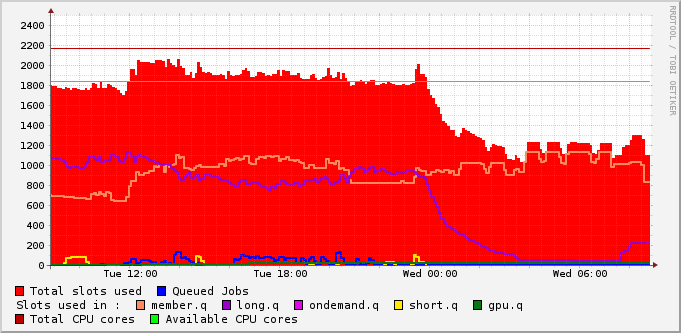 RRDTOOL / TOBI OETIKER
2400
2200
2000
1800
1600
1400
1200
1000
800
600
400
200
0
Tue 12:00 Tue 18:00 Wed 00:00 Wed 06:00
Total slots used Queued Jobs
Slots used in : member.q long.q ondemand.q short.q gpu.q
Total CPU cores Available CPU cores